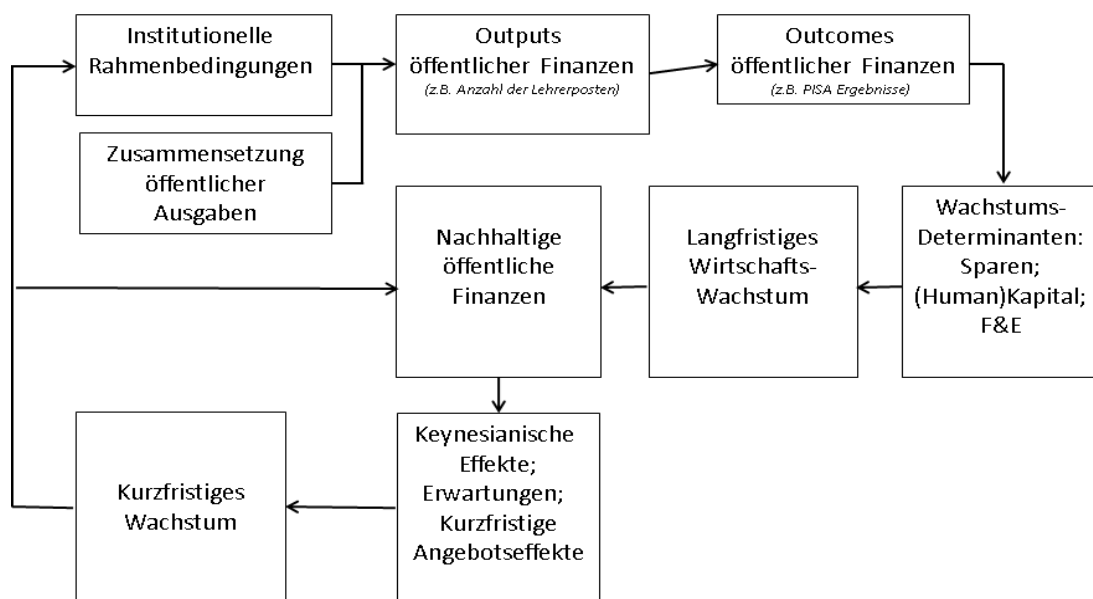 Institutionelle
Rahmenbedingungen
Outputs
öffentlicher Finanzen
(z.B. Anzahl der Lehrerposten)
Outcomes
öffentlicher Finanzen
(z.B. PISA Ergebnisse)
Zusammensetzung
öffentlicher
Ausgaben
Nachhaltige
öffentliche
Finanzen
Langfristiges
Wirtschafts-
Wachstum
Wachstums-
Determinanten:
Sparen;
(Human)Kapital;
F&E
Kurzfristiges
Wachstum
Keynesianische
Effekte;
Erwartungen;
Kurzfristige
Angebotseffekte